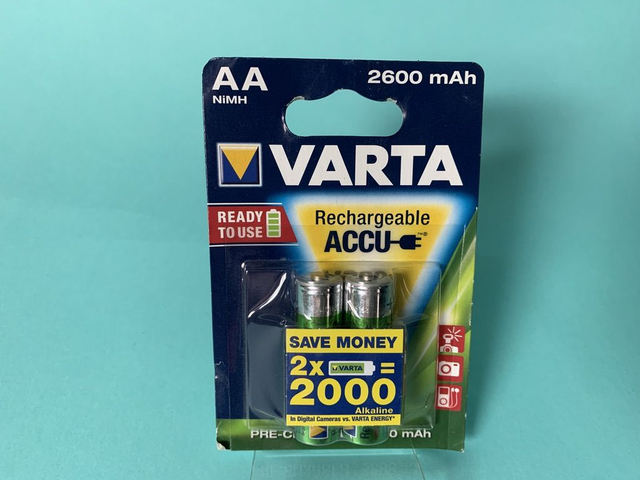 AA
NiMH
2600 mAh
VARTA
READY
TO USE
Rechargeable
ACCU
SAVE MONEY
2x VARTA =
2000
Alkaline
In Digital Cameras vs. VARTA ENERGY*
mAh